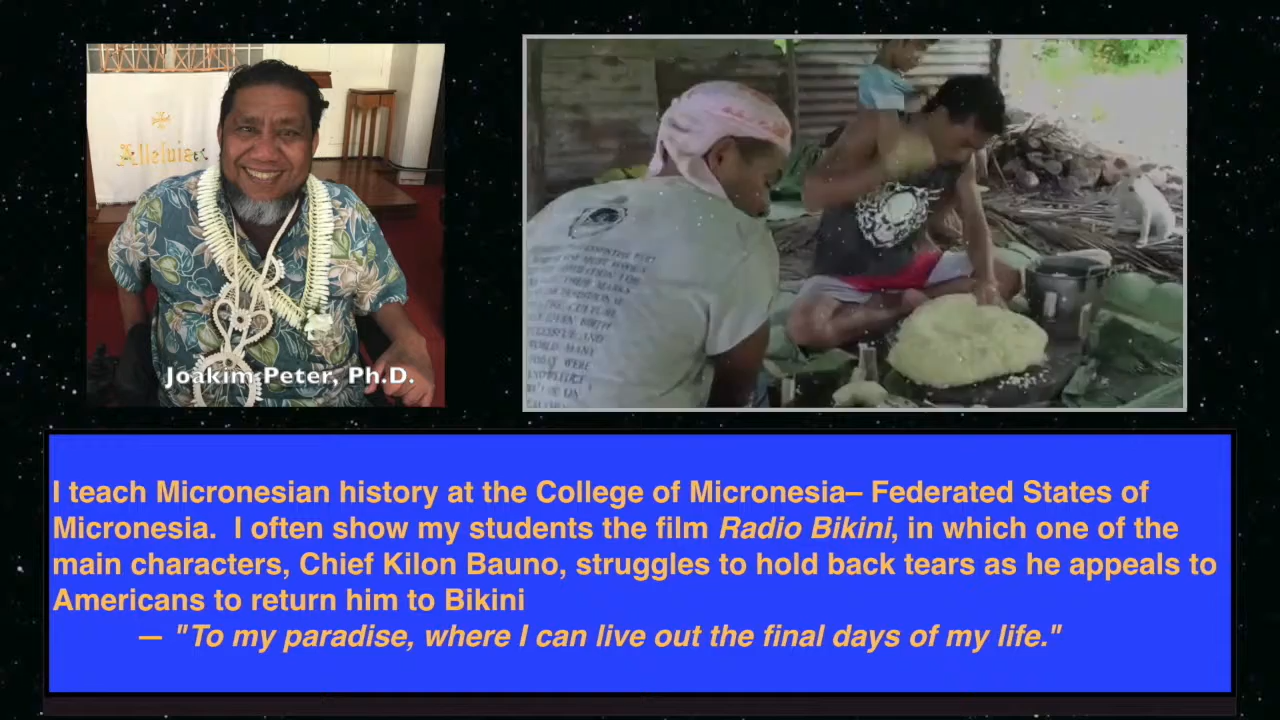 Alleluia
Joakim Peter, Ph.D.
I teach Micronesian history at the College of Micronesia– Federated States of
Micronesia.  I often show my students the film Radio Bikini, in which one of the
main characters, Chief Kilon Bauno, struggles to hold back tears as he appeals to
Americans to return him to Bikini
— "To my paradise, where I can live out the final days of my life."